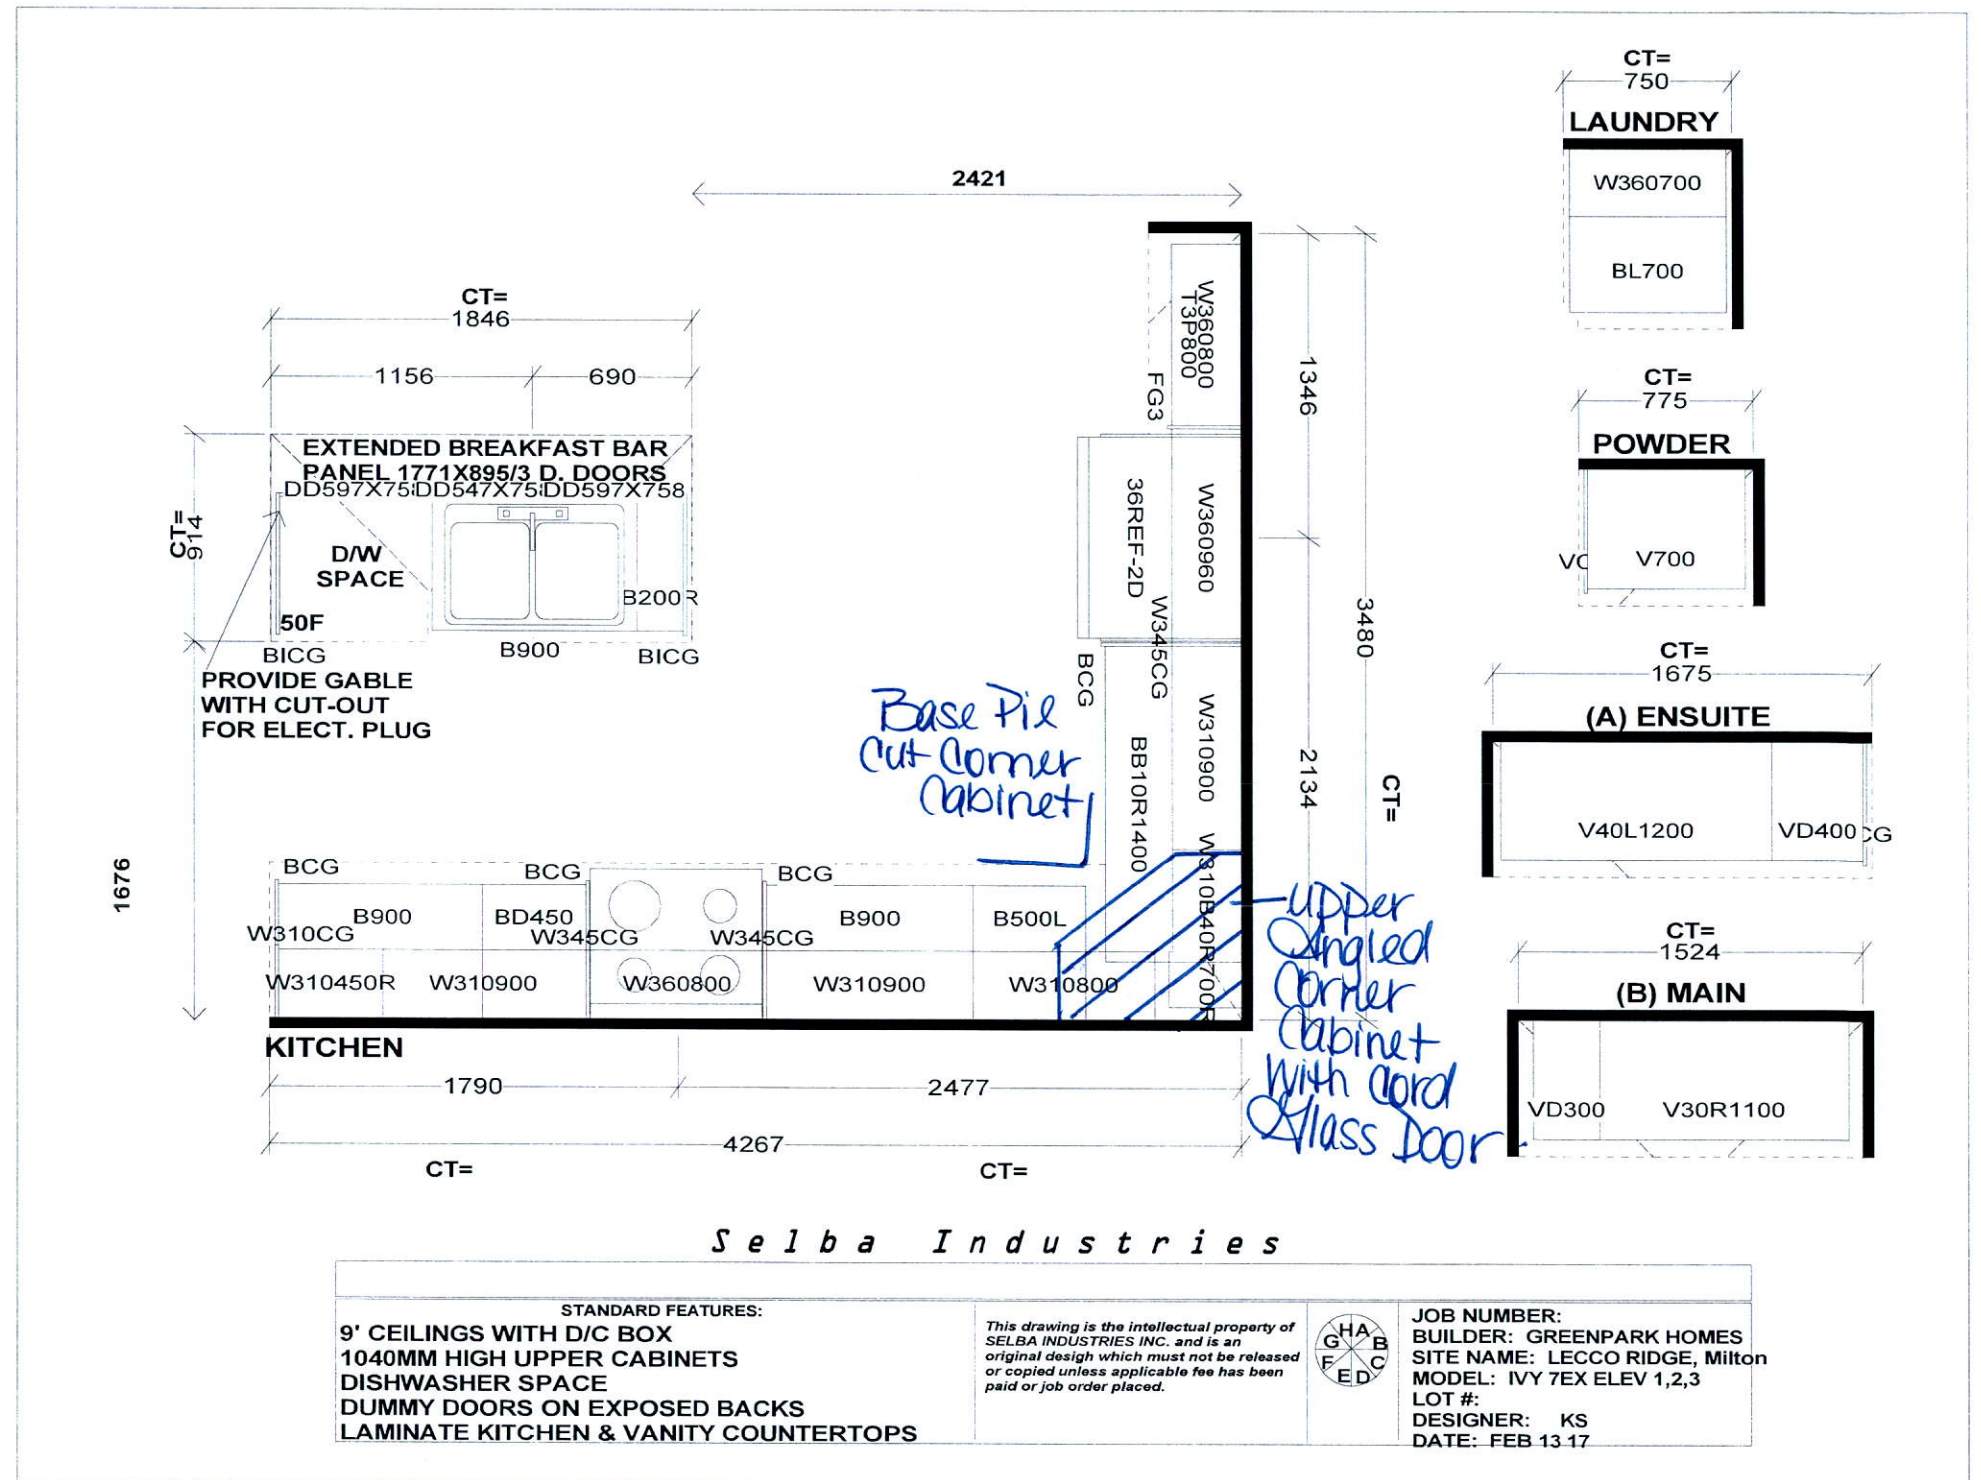 CT=
750
LAUNDRY
W360700
BL700
2421
CT=
1846
1156
690
EXTENDED BREAKFAST BAR
PANEL 1771X895/3 D. DOORS
DD597X758
DD547X758
DD597X758
CT=
914
D/W
SPACE
50F
B200R
BICG
B900
BICG
PROVIDE GABLE
WITH CUT-OUT
FOR ELECT. PLUG
W360800
T3P800
FG3
1346
W360960
36REF-2D
W345CG
BCG
3480
W310900
BB10R1400
2134
CT=
W310B40R700R
Base Pie
Cut Corner
Cabinet
1676
BCG
BCG
BCG
B900
BD450
B900
B500L
W310CG
W345CG
W345CG
W310450R
W310900
W360800
W310900
W310800
Upper
Angled
Corner
Cabinet
With Cord
Glass Door
KITCHEN
1790
2477
4267
CT=
CT=
CT=
775
POWDER
V700
CT=
1675
(A) ENSUITE
V40L1200
VD400
CG
CT=
1524
(B) MAIN
VD300
V30R1100
Selba Industries
STANDARD FEATURES:
9' CEILINGS WITH D/C BOX
1040MM HIGH UPPER CABINETS
DISHWASHER SPACE
DUMMY DOORS ON EXPOSED BACKS
LAMINATE KITCHEN & VANITY COUNTERTOPS
This drawing is the intellectual property of
SELBA INDUSTRIES INC. and is an
original desigh which must not be released
or copied unless applicable fee has been
paid or job order placed.
H A B C D E F G
JOB NUMBER:
BUILDER: GREENPARK HOMES
SITE NAME: LECCO RIDGE, Milton
MODEL: IVY 7EX ELEV 1,2,3
LOT #:
DESIGNER: KS
DATE: FEB 13 17